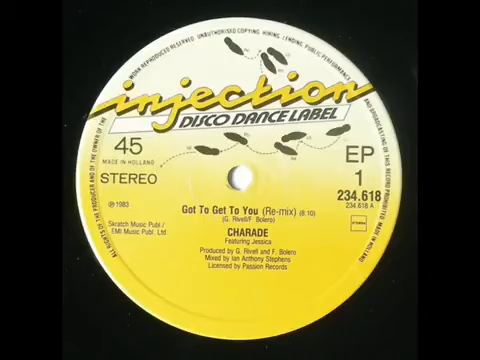 WORK REPRODUCED RESERVED. UNAUTHORISED COPYING. HIRING. LENDING. PUBLIC PERFORMANCE
AND BROADCASTING OF THIS RECORD PROHIBITED. MADE IN HOLLAND.
ALL RIGHTS OF THE PRODUCER AND OF THE OWNER OF THE
injection
DISCO DANCE LABEL
45
MADE IN HOLLAND
STEREO
EP
1
234.618
234.618 A
℗1983
Skratch Music Publ./
EMI Music Publ. Ltd
Got To Get To You (Re-mix) (8:10)
(G. Rivell/F. Bolero)
CHARADE
Featuring Jessica
Produced by G. Rivell and F. Bolero
Mixed by Ian Anthony Stephens
Licensed by Passion Records
stemra